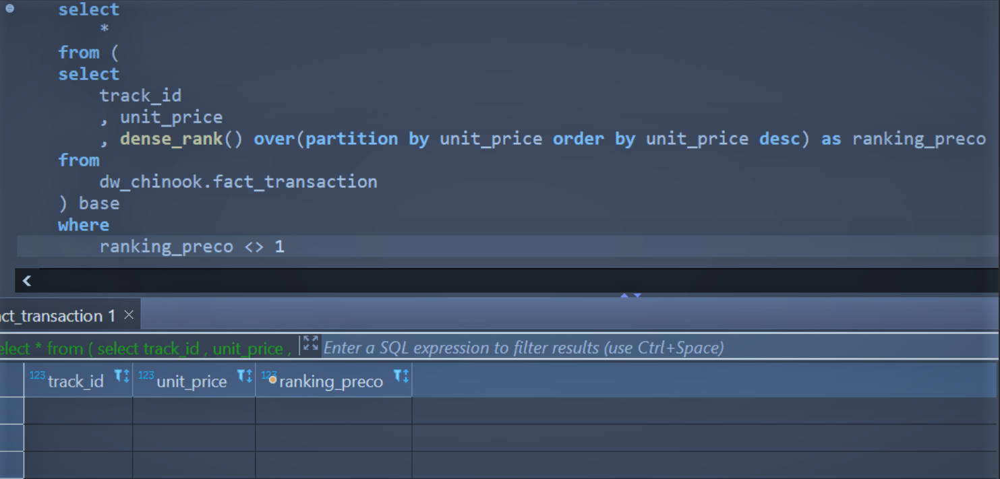 select
*
from (
select
track_id
, unit_price
, dense_rank() over(partition by unit_price order by unit_price desc) as ranking_preco
from
dw_chinook.fact_transaction
) base
where
ranking_preco <> 1
ct_transaction 1 ×
elect * from ( select track_id , unit_price , Enter a SQL expression to filter results (use Ctrl+Space)
123 track_id 123 unit_price 123 ranking_preco